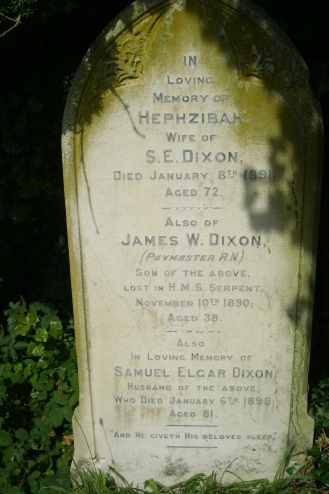 IN
LOVING
MEMORY OF
HEPHZIBAH
WIFE OF
S.E. DIXON,
DIED JANUARY 8TH 1891,
AGED 72.
ALSO OF
JAMES W. DIXON,
(PAYMASTER R.N)
SON OF THE ABOVE,
LOST IN H.M.S. SERPENT,
NOVEMBER 10TH 1890;
AGED 38.
ALSO
IN LOVING MEMORY OF
SAMUEL ELGAR DIXON
HUSBAND OF THE ABOVE,
WHO DIED JANUARY 6TH 1898,
AGED 81.
"AND HE GIVETH HIS BELOVED SLEEP."